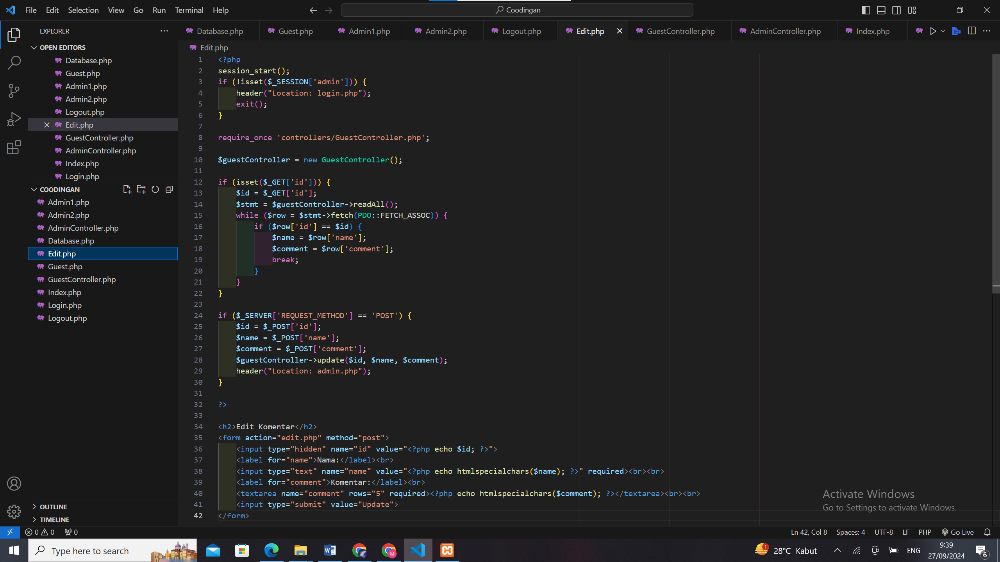 File Edit Selection View Go Run Terminal Help
Coodingan
EXPLORER
OPEN EDITORS
Database.php
Guest.php
Admin1.php
Admin2.php
Logout.php
Edit.php
GuestController.php
AdminController.php
Index.php
Login.php
COODINGAN
Admin1.php
Admin2.php
AdminController.php
Database.php
Edit.php
Guest.php
GuestController.php
Index.php
Login.php
Logout.php
OUTLINE
TIMELINE
Database.php Guest.php Admin1.php Admin2.php Logout.php Edit.php GuestController.php AdminController.php Index.php
Edit.php
1 <?php
2 session_start();
3 if (!isset($_SESSION['admin'])) {
4     header("Location: login.php");
5     exit();
6 }
7
8 require_once 'controllers/GuestController.php';
9
10 $guestController = new GuestController();
11
12 if (isset($_GET['id'])) {
13     $id = $_GET['id'];
14     $stmt = $guestController->readAll();
15     while ($row = $stmt->fetch(PDO::FETCH_ASSOC)) {
16         if ($row['id'] == $id) {
17             $name = $row['name'];
18             $comment = $row['comment'];
19             break;
20         }
21     }
22 }
23
24 if ($_SERVER['REQUEST_METHOD'] == 'POST') {
25     $id = $_POST['id'];
26     $name = $_POST['name'];
27     $comment = $_POST['comment'];
28     $guestController->update($id, $name, $comment);
29     header("Location: admin.php");
30 }
31
32 ?>
33
34 <h2>Edit Komentar</h2>
35 <form action="edit.php" method="post">
36     <input type="hidden" name="id" value="<?php echo $id; ?>">
37     <label for="name">Nama:</label><br>
38     <input type="text" name="name" value="<?php echo htmlspecialchars($name); ?>" required><br><br>
39     <label for="comment">Komentar:</label><br>
40     <textarea name="comment" rows="5" required><?php echo htmlspecialchars($comment); ?></textarea><br><br>
41     <input type="submit" value="Update">
42 </form>
Activate Windows
Go to Settings to activate Windows.
0 0 0
Ln 42, Col 8 Spaces: 4 UTF-8 LF PHP Go Live
Type here to search
1 28°C Kabut ENG
9:39
27/09/2024
6